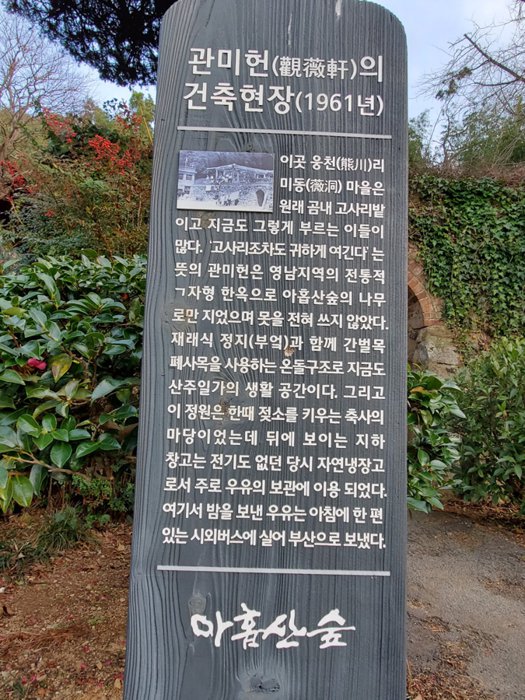 관미헌(觀薇軒)의
건축현장(1961년)
이곳 웅천(熊川)리
미동(薇洞) 마을은
원래 곰내 고사리밭
이고 지금도 그렇게 부르는 이들이
많다. '고사리조차도 귀하게 여긴다'는
뜻의 관미헌은 영남지역의 전통적
ㄱ자형 한옥으로 아홉산숲의 나무
로만 지었으며 못을 전혀 쓰지 않았다.
재래식 정지(부엌)과 함께 간벌목
폐사목을 사용하는 온돌구조로 지금도
산주일가의 생활 공간이다. 그리고
이 정원은 한때 젖소를 키우는 축사의
마당이었는데 뒤에 보이는 지하
창고는 전기도 없던 당시 자연냉장고
로서 주로 우유의 보관에 이용 되었다.
여기서 밤을 보낸 우유는 아침에 한 편
있는 시외버스에 실어 부산으로 보냈다.
아홉산숲